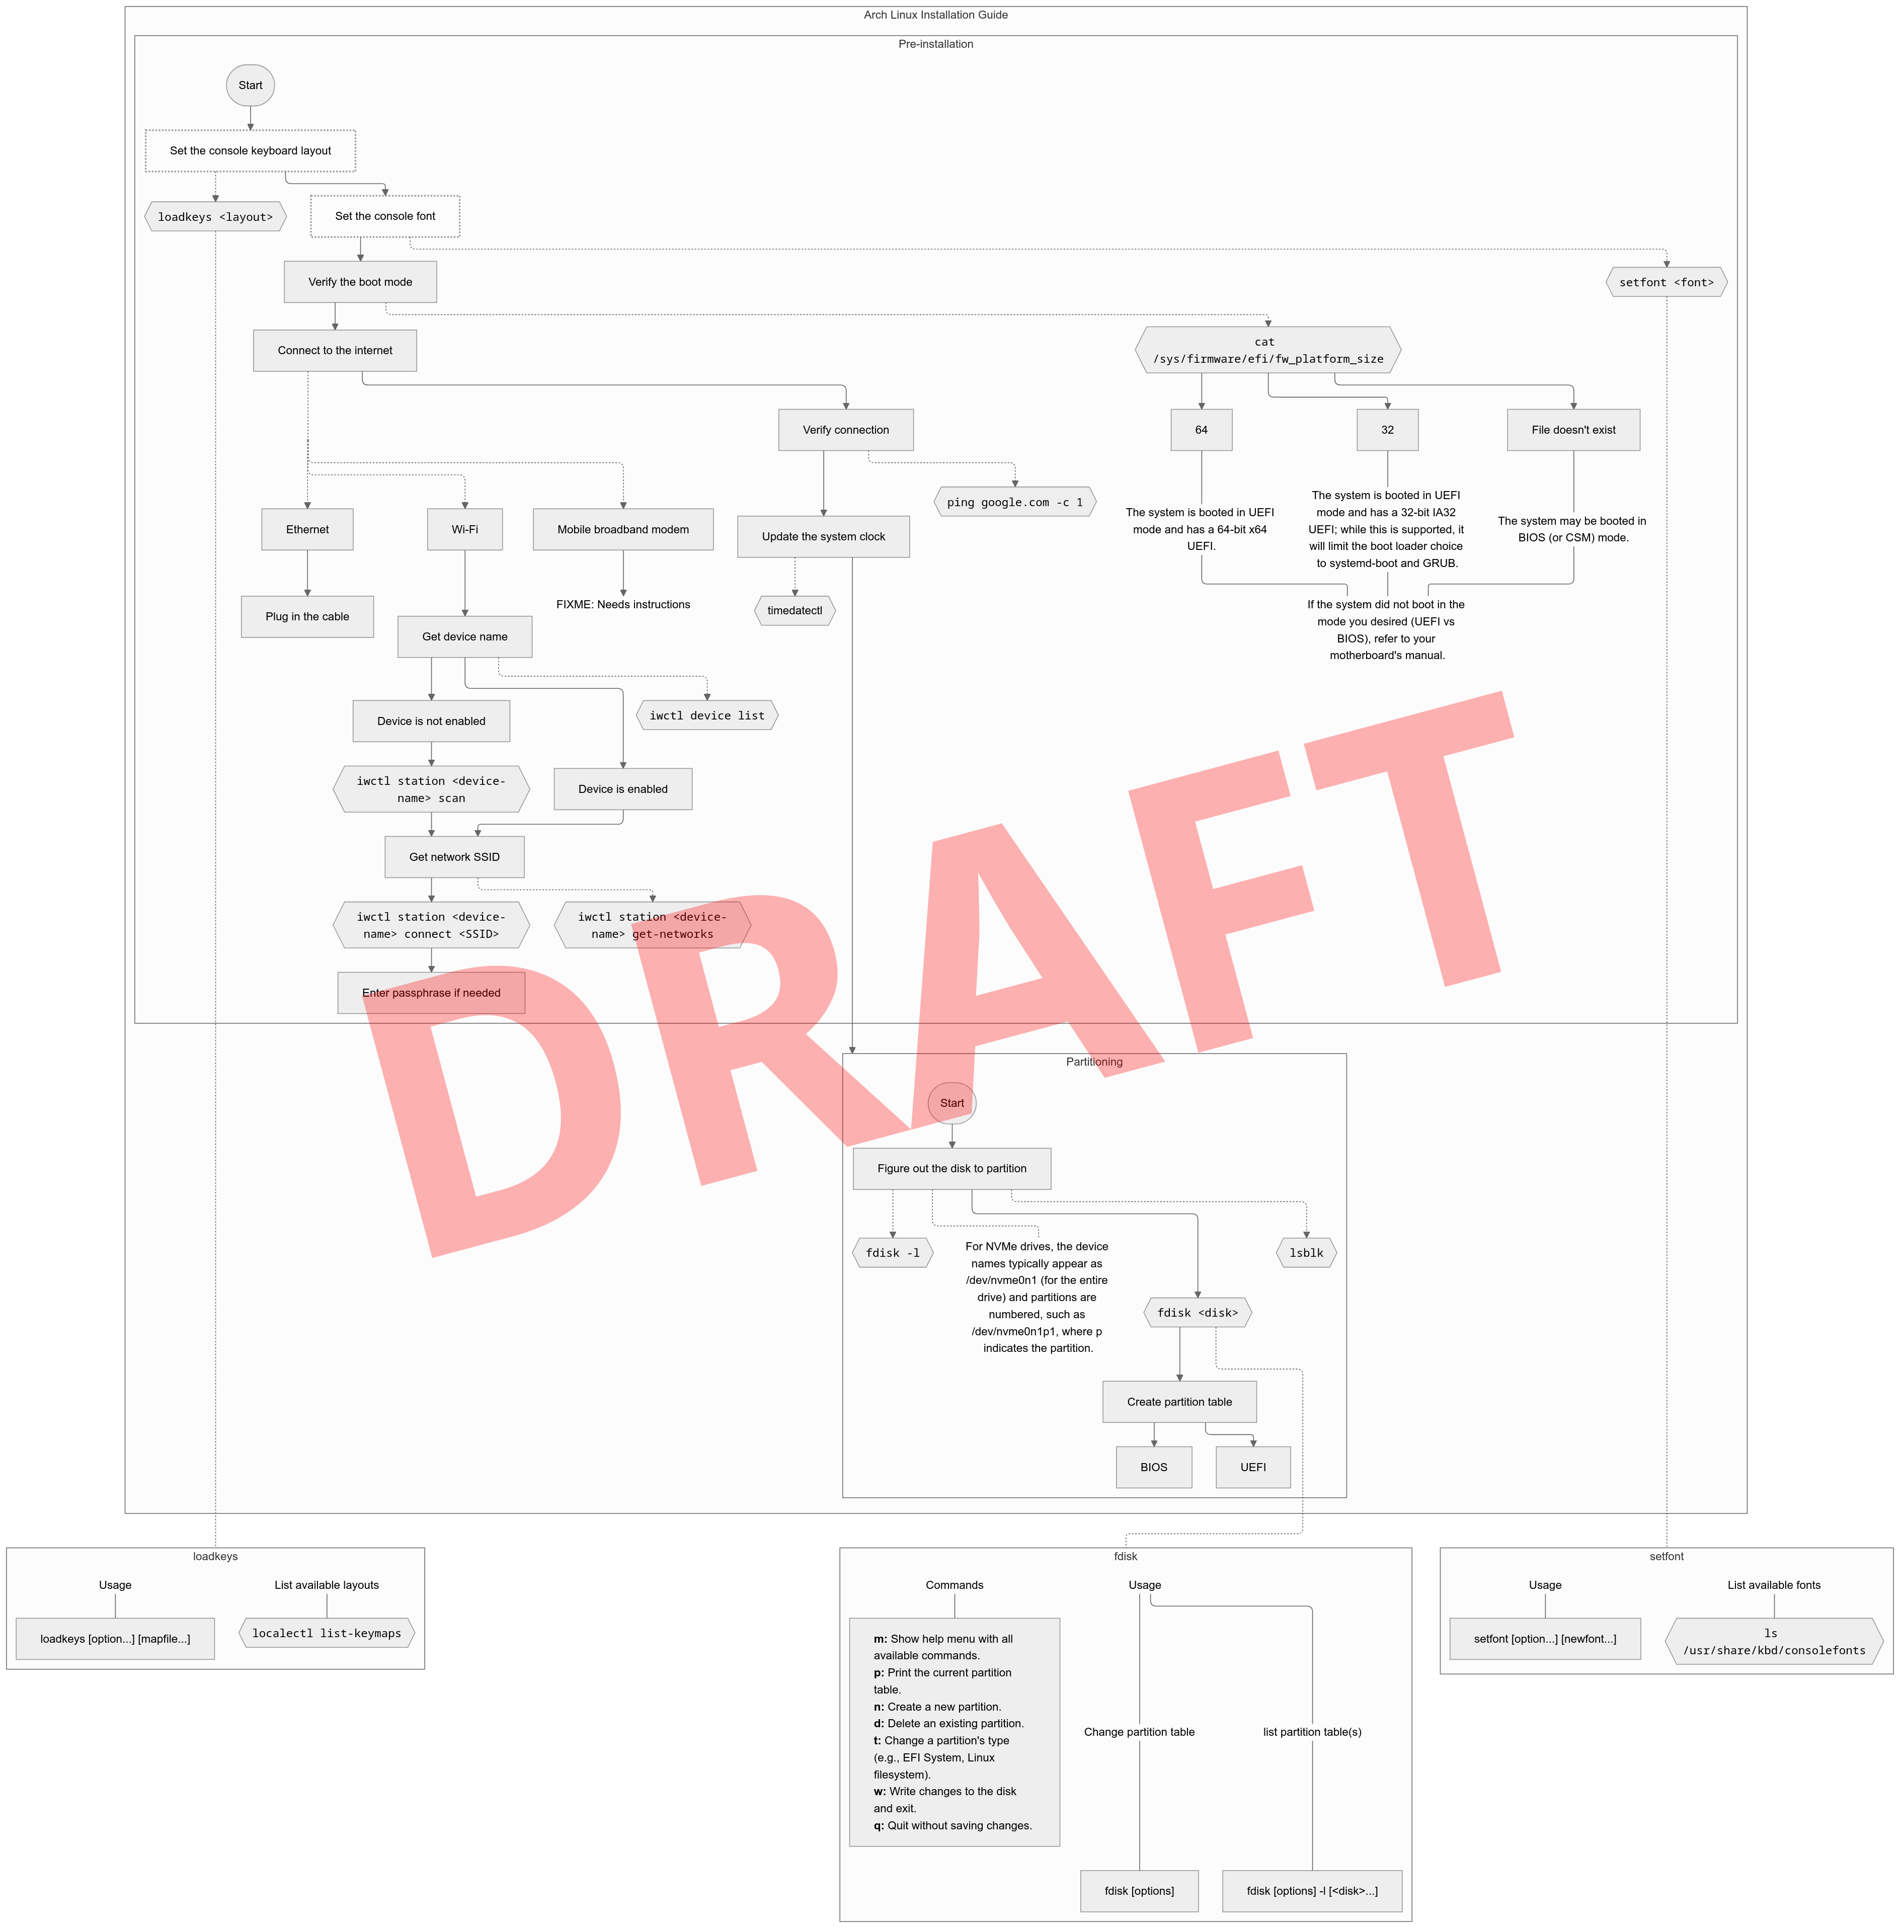 Arch Linux Installation Guide
Pre-installation
Start
Set the console keyboard layout
loadkeys <layout>
Set the console font
setfont <font>
Verify the boot mode
cat
/sys/firmware/efi/fw_platform_size
Connect to the internet
Verify connection
64
32
File doesn't exist
ping google.com -c 1
The system is booted in UEFI
mode and has a 64-bit x64
UEFI.
The system is booted in UEFI
mode and has a 32-bit IA32
UEFI; while this is supported, it
will limit the boot loader choice
to systemd-boot and GRUB.
The system may be booted in
BIOS (or CSM) mode.
Ethernet
Wi-Fi
Mobile broadband modem
Update the system clock
Plug in the cable
FIXME: Needs instructions
timedatectl
If the system did not boot in the
mode you desired (UEFI vs
BIOS), refer to your
motherboard's manual.
Get device name
Device is not enabled
iwctl device list
iwctl station <device-
name> scan
Device is enabled
Get network SSID
iwctl station <device-
name> connect <SSID>
iwctl station <device-
name> get-networks
Enter passphrase if needed
DRAFT
Partitioning
Start
Figure out the disk to partition
fdisk -l
For NVMe drives, the device
names typically appear as
/dev/nvme0n1 (for the entire
drive) and partitions are
numbered, such as
/dev/nvme0n1p1, where p
indicates the partition.
lsblk
fdisk <disk>
Create partition table
BIOS
UEFI
loadkeys
Usage
List available layouts
loadkeys [option...] [mapfile...]
localectl list-keymaps
fdisk
Commands
Usage
m: Show help menu with all
available commands.
p: Print the current partition
table.
n: Create a new partition.
d: Delete an existing partition.
t: Change a partition's type
(e.g., EFI System, Linux
filesystem).
w: Write changes to the disk
and exit.
q: Quit without saving changes.
Change partition table
list partition table(s)
fdisk [options]
fdisk [options] -l [<disk>...]
setfont
Usage
List available fonts
setfont [option...] [newfont...]
ls
/usr/share/kbd/consolefonts